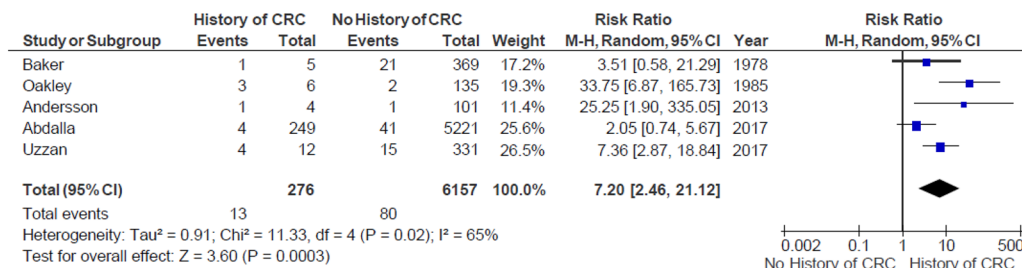 History of CRC No History of CRC Risk Ratio Risk Ratio
Study or Subgroup Events Total Events Total Weight M-H, Random, 95% CI Year M-H, Random, 95% CI
Baker 1 5 21 369 17.2% 3.51 [0.58, 21.29] 1978
Oakley 3 6 2 135 19.3% 33.75 [6.87, 165.73] 1985
Andersson 1 4 1 101 11.4% 25.25 [1.90, 335.05] 2013
Abdalla 4 249 41 5221 25.6% 2.05 [0.74, 5.67] 2017
Uzzan 4 12 15 331 26.5% 7.36 [2.87, 18.84] 2017
Total (95% CI) 276 6157 100.0% 7.20 [2.46, 21.12]
Total events 13 80
Heterogeneity: Tau² = 0.91; Chi² = 11.33, df = 4 (P = 0.02); I² = 65%
Test for overall effect: Z = 3.60 (P = 0.0003)
0.002 0.1 1 10 500
No History of CRC History of CRC